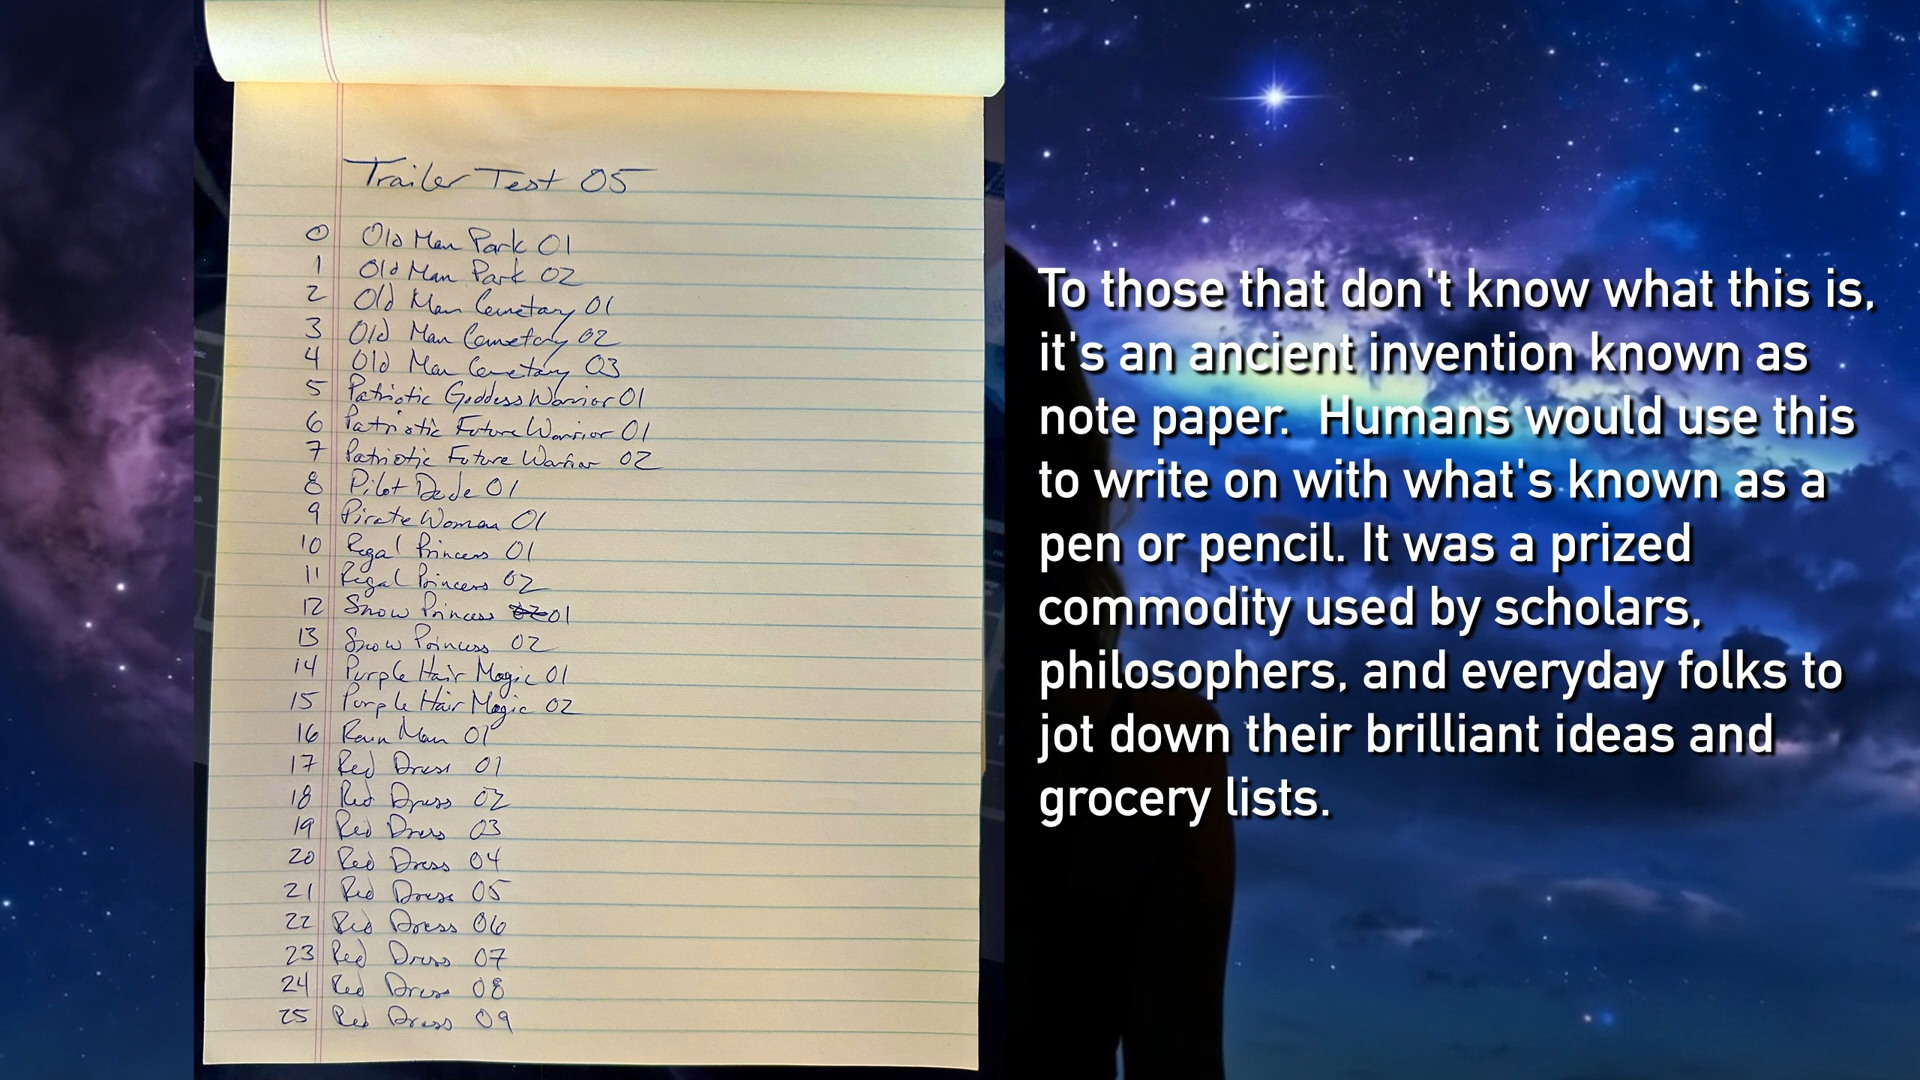 Trailer Test 05
0 Old Man Park 01
1 Old Man Park 02
2 Old Man Cemetary 01
3 Old Man Cemetary 02
4 Old Man Cemetary 03
5 Patriotic Goddess Warrior 01
6 Patriotic Future Warrior 01
7 Patriotic Future Warrior 02
8 Pilot Dude 01
9 Pirate Woman 01
10 Regal Princess 01
11 Regal Princess 02
12 Snow Princess 01
13 Snow Princess 02
14 Purple Hair Magic 01
15 Purple Hair Magic 02
16 Rain Man 01
17 Red Dress 01
18 Red Dress 02
19 Red Dress 03
20 Red Dress 04
21 Red Dress 05
22 Red Dress 06
23 Red Dress 07
24 Red Dress 08
25 Red Dress 09
To those that don't know what this is,
it's an ancient invention known as
note paper. Humans would use this
to write on with what's known as a
pen or pencil. It was a prized
commodity used by scholars,
philosophers, and everyday folks to
jot down their brilliant ideas and
grocery lists.